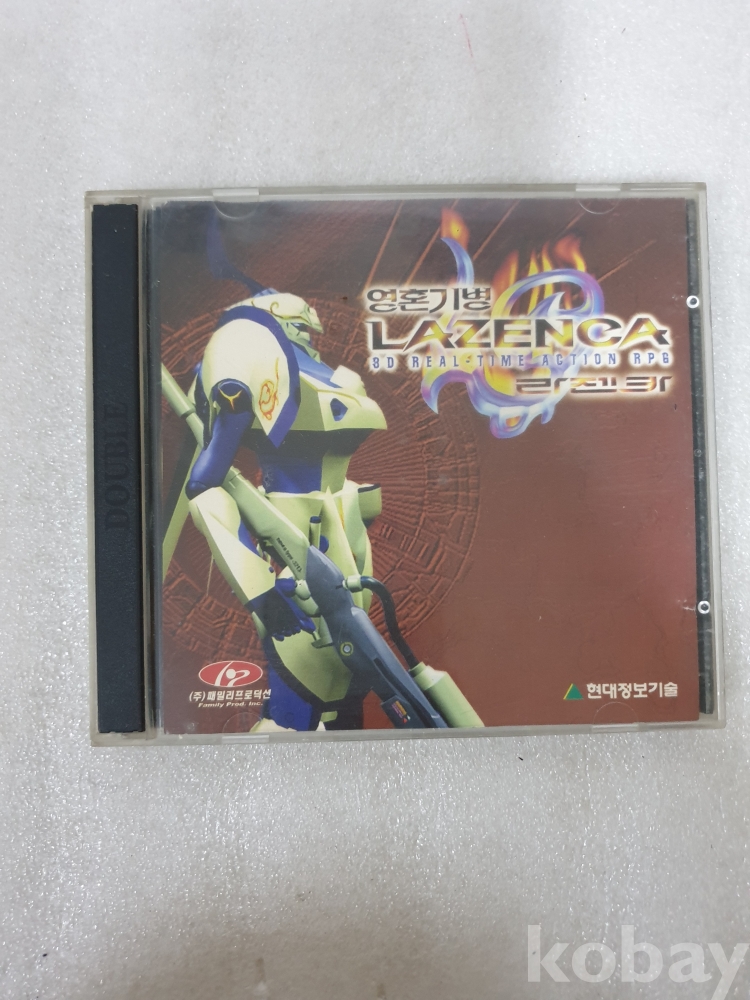 영혼기병
LAZENCA
3D REAL-TIME ACTION RPG
라젠카
DOUBLE
(주)패밀리프로덕션
Family Prod. Inc.
현대정보기술
kobay